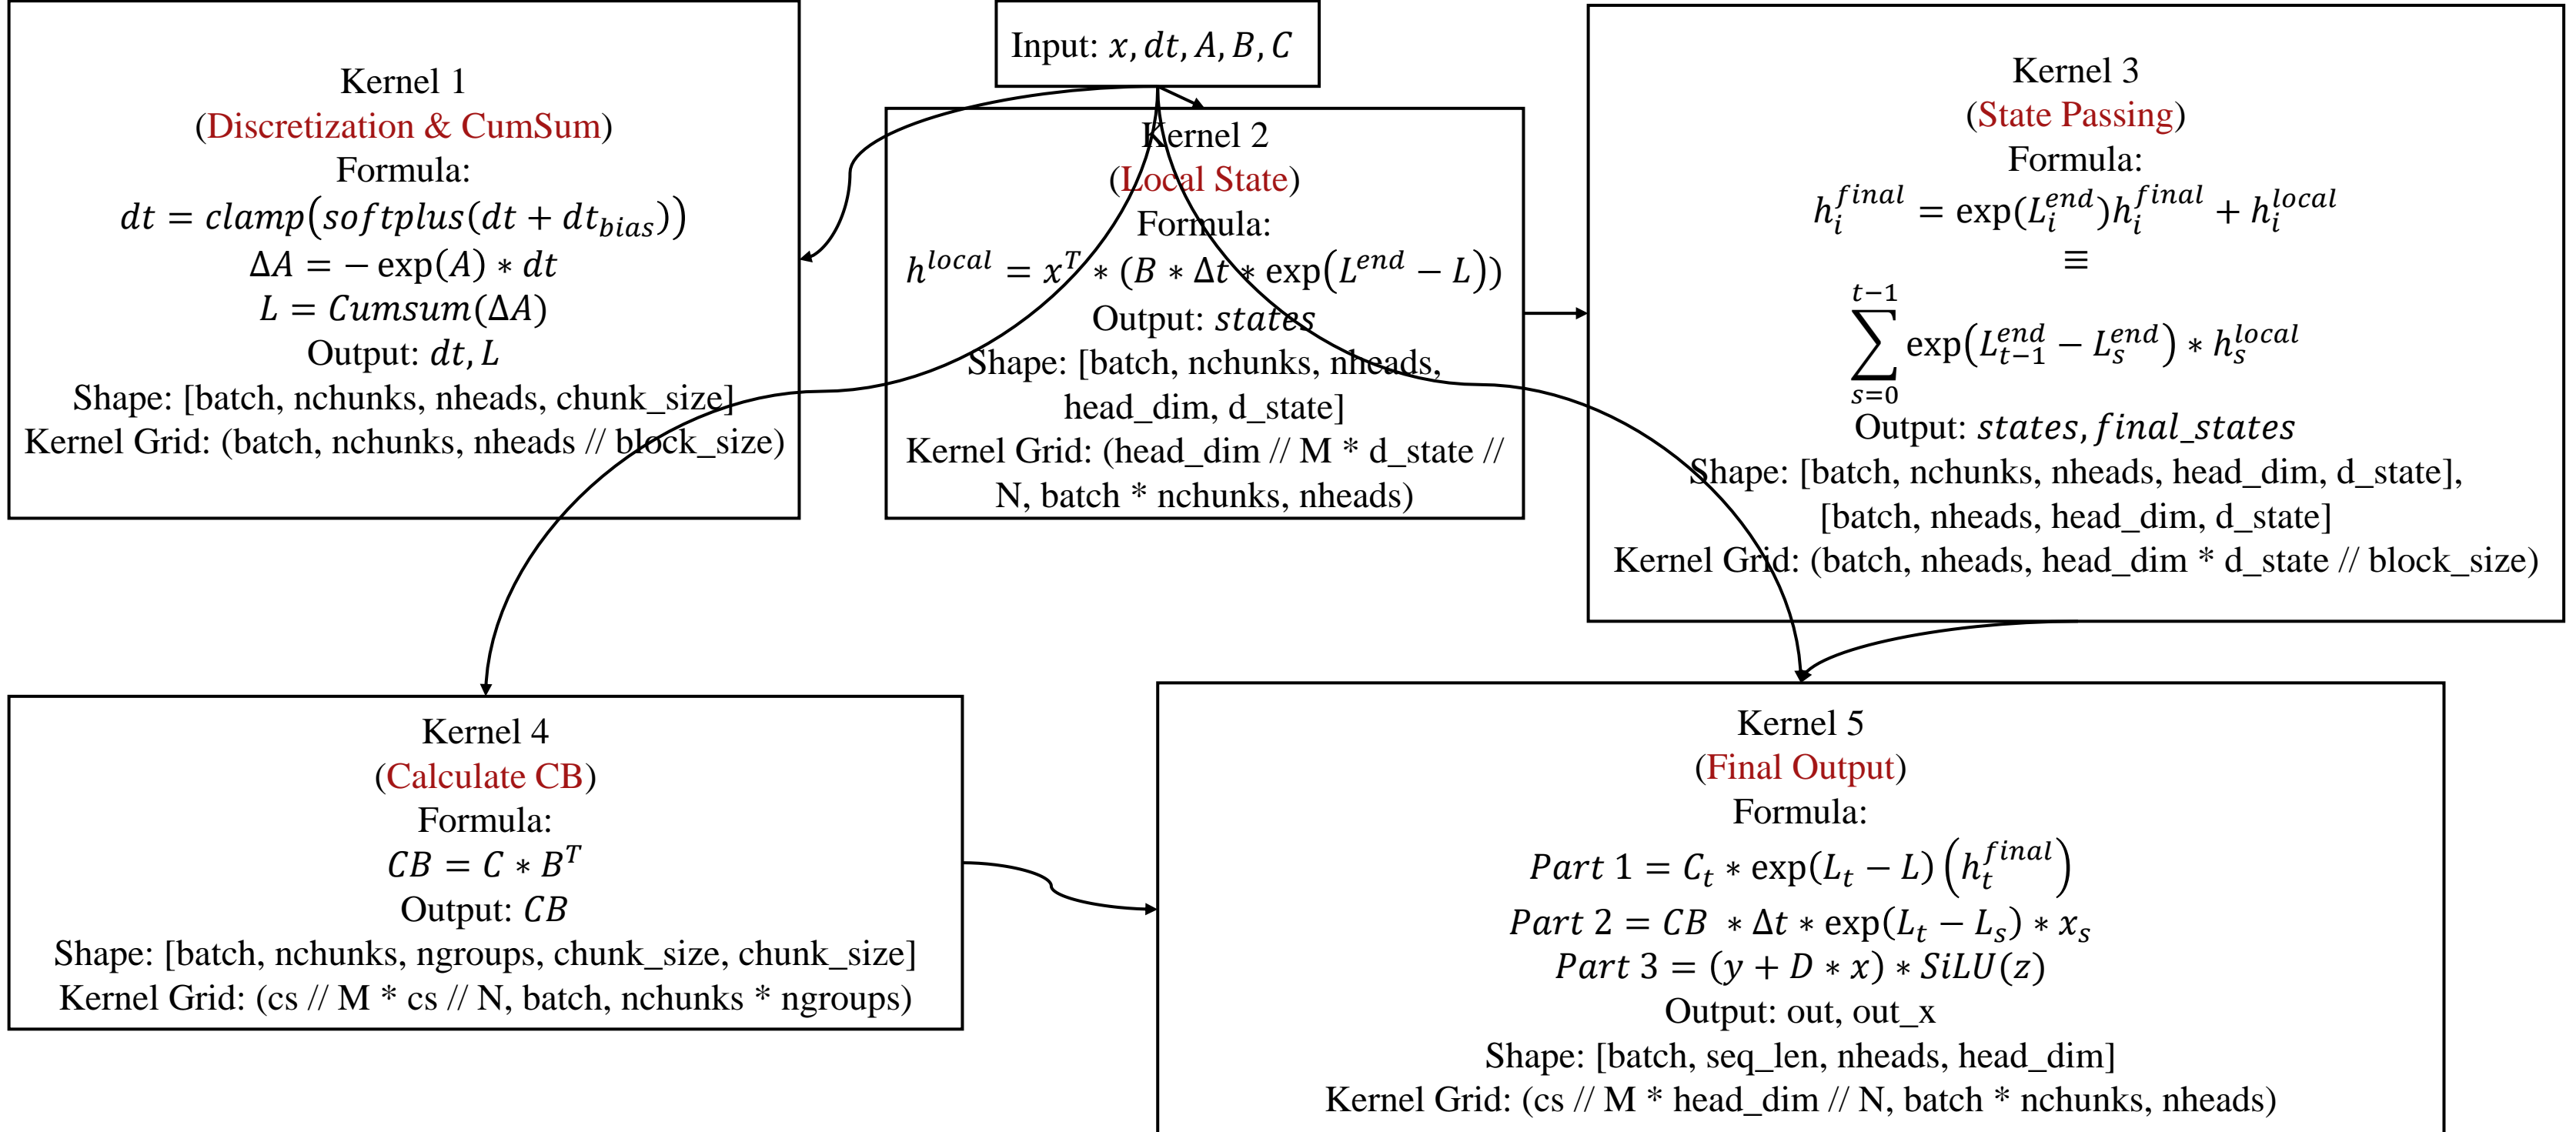 Input: x, dt, A, B, C
Kernel 1
(Discretization & CumSum)
Formula:
dt = clamp(softplus(dt + dt_{bias}))
ΔA = − exp(A) ∗ dt
L = Cumsum(ΔA)
Output: dt, L
Shape: [batch, nchunks, nheads, chunk_size]
Kernel Grid: (batch, nchunks, nheads // block_size)
Kernel 2
(Local State)
Formula:
h^{local} = x^T ∗ (B ∗ Δt ∗ exp(L^{end} − L))
Output: states
Shape: [batch, nchunks, nheads,
head_dim, d_state]
Kernel Grid: (head_dim // M * d_state //
N, batch * nchunks, nheads)
Kernel 3
(State Passing)
Formula:
h_i^{final} = exp(L_i^{end})h_i^{final} + h_i^{local}
≡
∑_{s=0}^{t−1} exp(L_{t−1}^{end} − L_s^{end}) ∗ h_s^{local}
Output: states, final_states
Shape: [batch, nchunks, nheads, head_dim, d_state],
[batch, nheads, head_dim, d_state]
Kernel Grid: (batch, nheads, head_dim * d_state // block_size)
Kernel 4
(Calculate CB)
Formula:
CB = C ∗ B^T
Output: CB
Shape: [batch, nchunks, ngroups, chunk_size, chunk_size]
Kernel Grid: (cs // M * cs // N, batch, nchunks * ngroups)
Kernel 5
(Final Output)
Formula:
Part 1 = C_t ∗ exp(L_t − L) (h_t^{final})
Part 2 = CB ∗ Δt ∗ exp(L_t − L_s) ∗ x_s
Part 3 = (y + D ∗ x) ∗ SiLU(z)
Output: out, out_x
Shape: [batch, seq_len, nheads, head_dim]
Kernel Grid: (cs // M * head_dim // N, batch * nchunks, nheads)